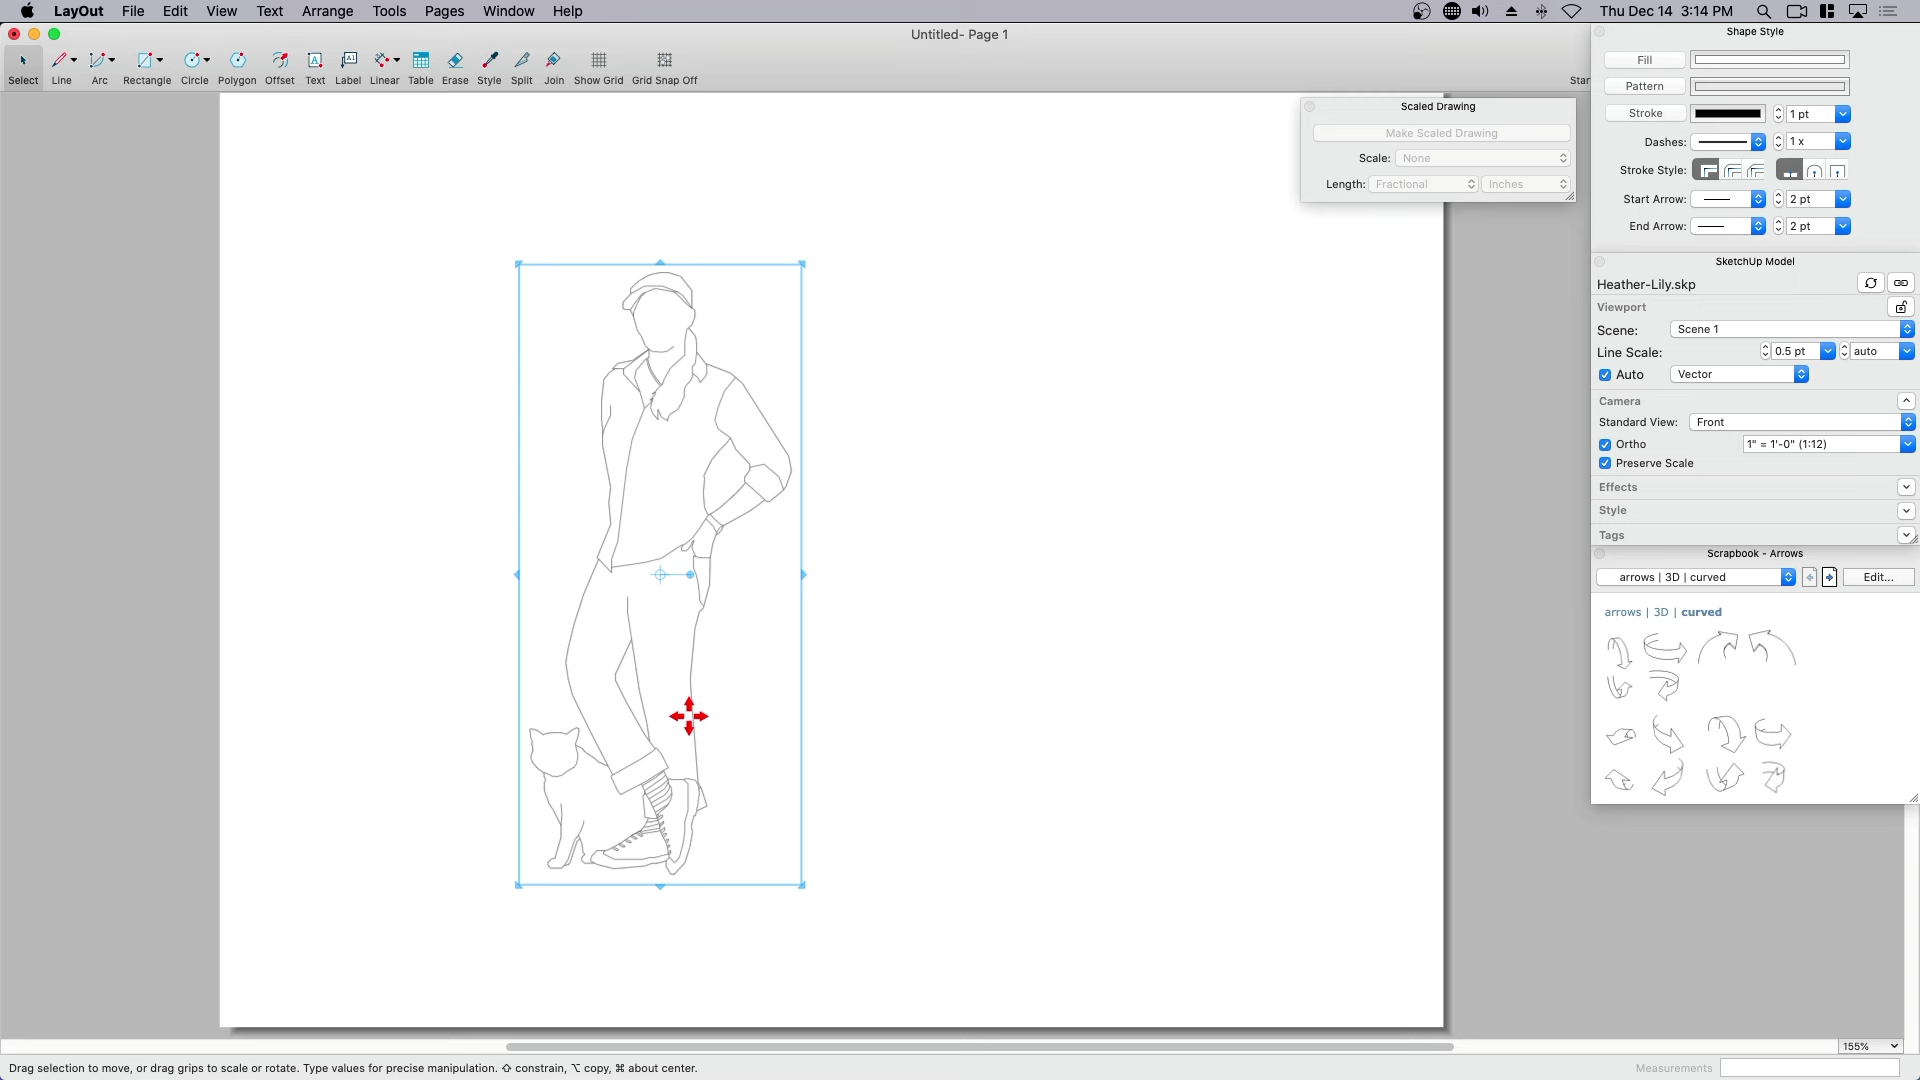 LayOut File Edit View Text Arrange Tools Pages Window Help Thu Dec 14 3:14 PM
Untitled- Page 1
Select Line Arc Rectangle Circle Polygon Offset Text Label Linear Table Erase Style Split Join Show Grid Grid Snap Off Star
Scaled Drawing
Make Scaled Drawing
Scale: None
Length: Fractional Inches
Shape Style
Fill
Pattern
Stroke 1 pt
Dashes: 1 x
Stroke Style:
Start Arrow: 2 pt
End Arrow: 2 pt
SketchUp Model
Heather-Lily.skp
Viewport
Scene: Scene 1
Line Scale: 0.5 pt auto
Auto Vector
Camera
Standard View: Front
Ortho 1" = 1'-0" (1:12)
Preserve Scale
Effects
Style
Tags
Scrapbook - Arrows
arrows | 3D | curved Edit...
arrows | 3D | curved
155%
Drag selection to move, or drag grips to scale or rotate. Type values for precise manipulation. ⇧ constrain, ⌥ copy, ⌘ about center.
Measurements